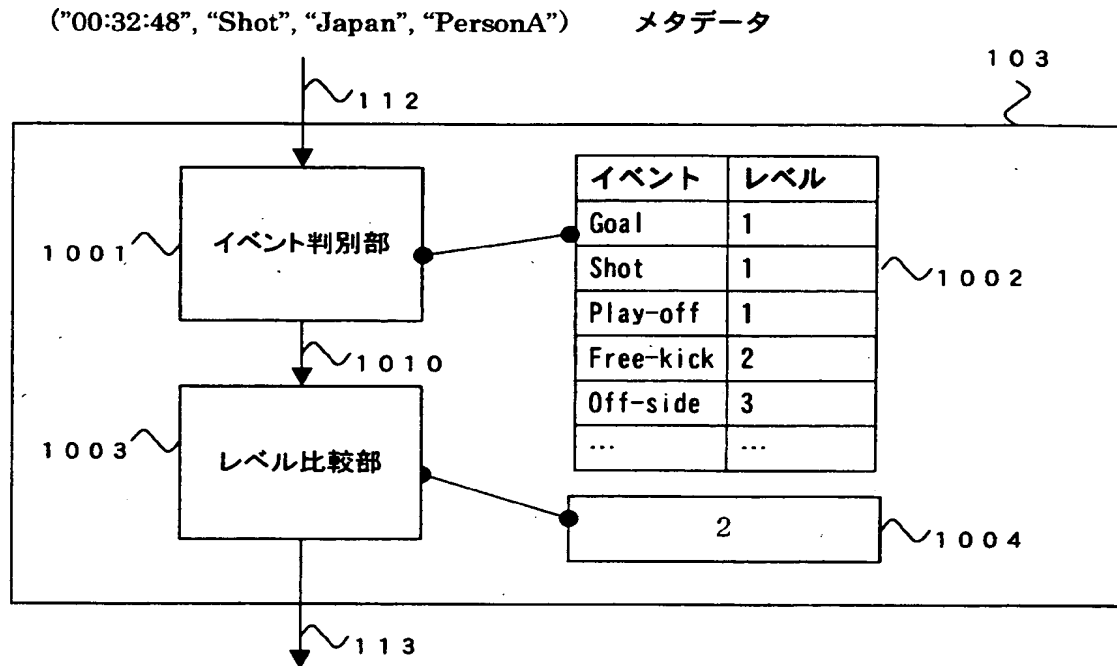 ("00:32:48", “Shot”, “Japan”, “PersonA”) メタデータ
103
112
イベント レベル
Goal 1
Shot 1
Play-off 1
Free-kick 2
Off-side 3
… …
1001
イベント判別部
1002
1010
1003
レベル比較部
2
1004
113